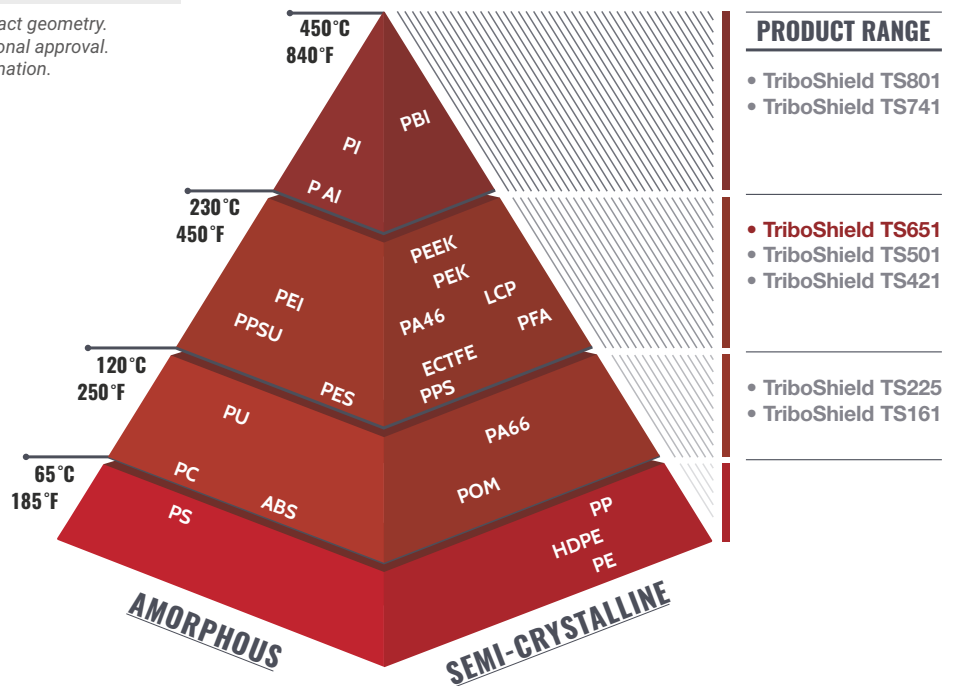 act geometry.
onal approval.
nation.
450°C
840°F
PRODUCT RANGE
• TriboShield TS801
• TriboShield TS741
PBI
PI
P AI
230°C
450°F
• TriboShield TS651
• TriboShield TS501
• TriboShield TS421
PEEK
PEK
LCP
PEI
PA46
PFA
PPSU
ECTFE
PES
PPS
120°C
250°F
• TriboShield TS225
• TriboShield TS161
PU
PA66
PC
POM
ABS
65°C
185°F
PS
PP
HDPE
PE
AMORPHOUS
SEMI-CRYSTALLINE